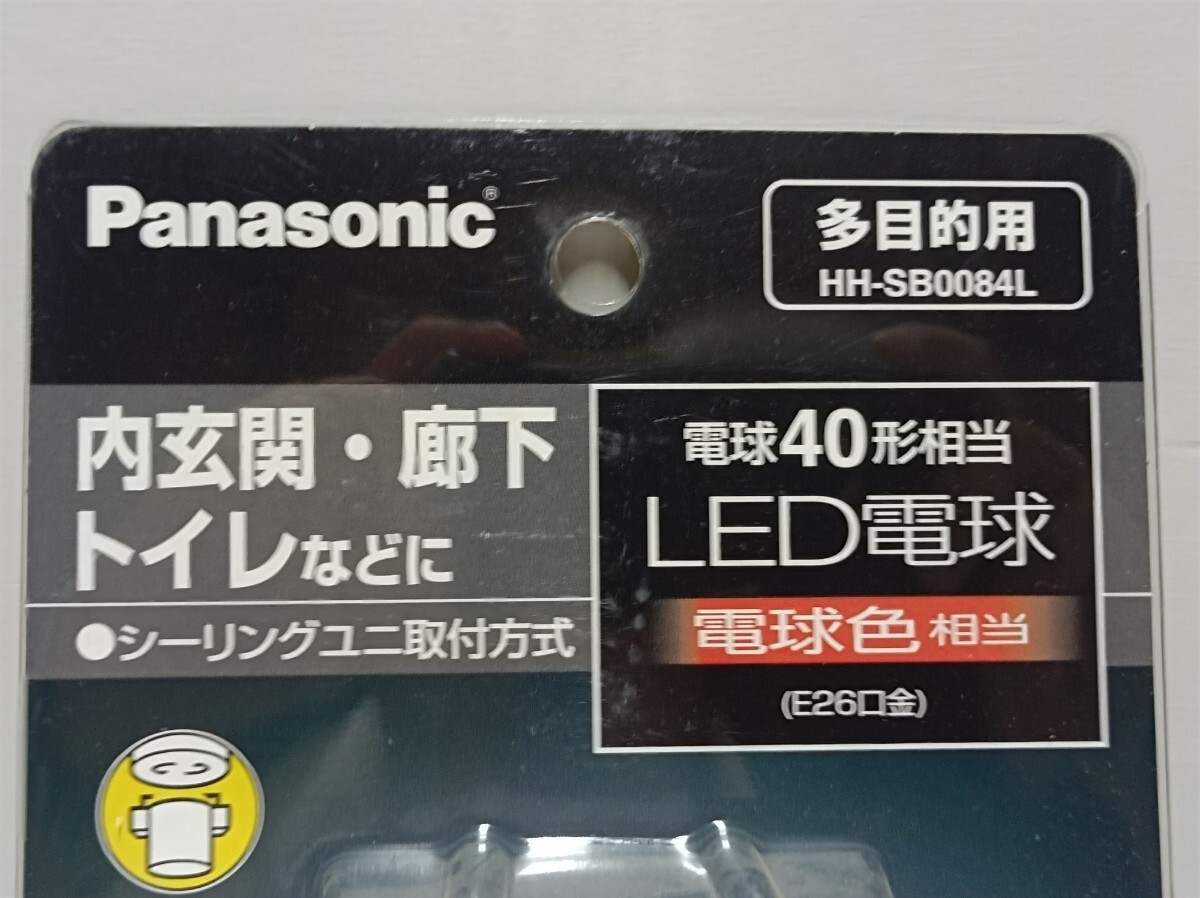 Panasonic®
多目的用
HH-SB0084L
内玄関・廊下
トイレなどに
●シーリングユニ取付方式
電球40形相当
LED電球
電球色相当
(E26口金)